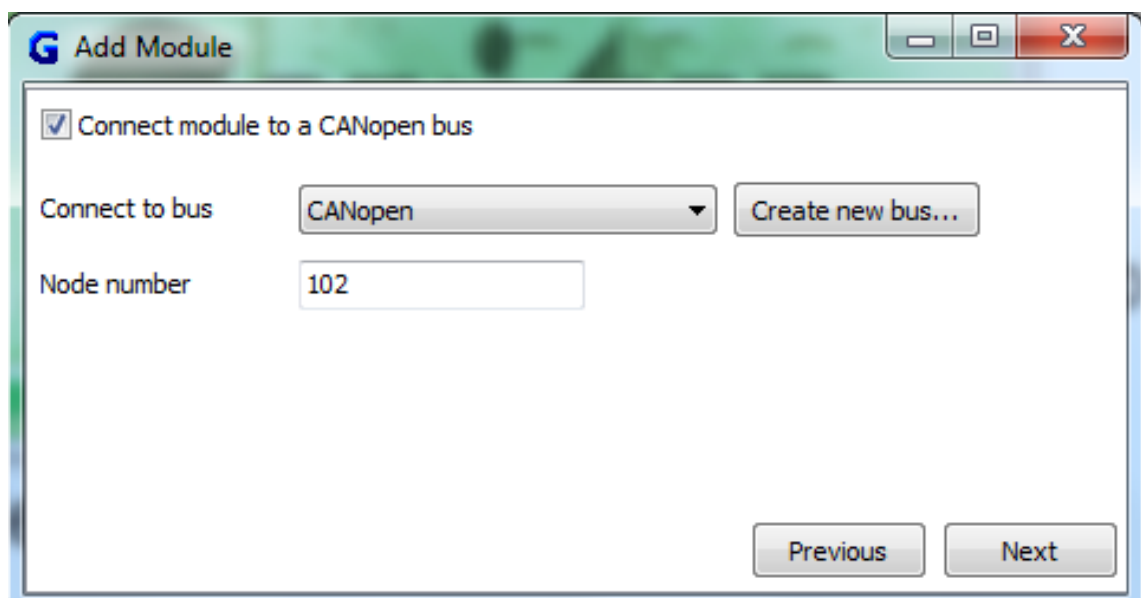 G Add Module
Connect module to a CANopen bus
Connect to bus CANopen Create new bus...
Node number 102
Previous Next